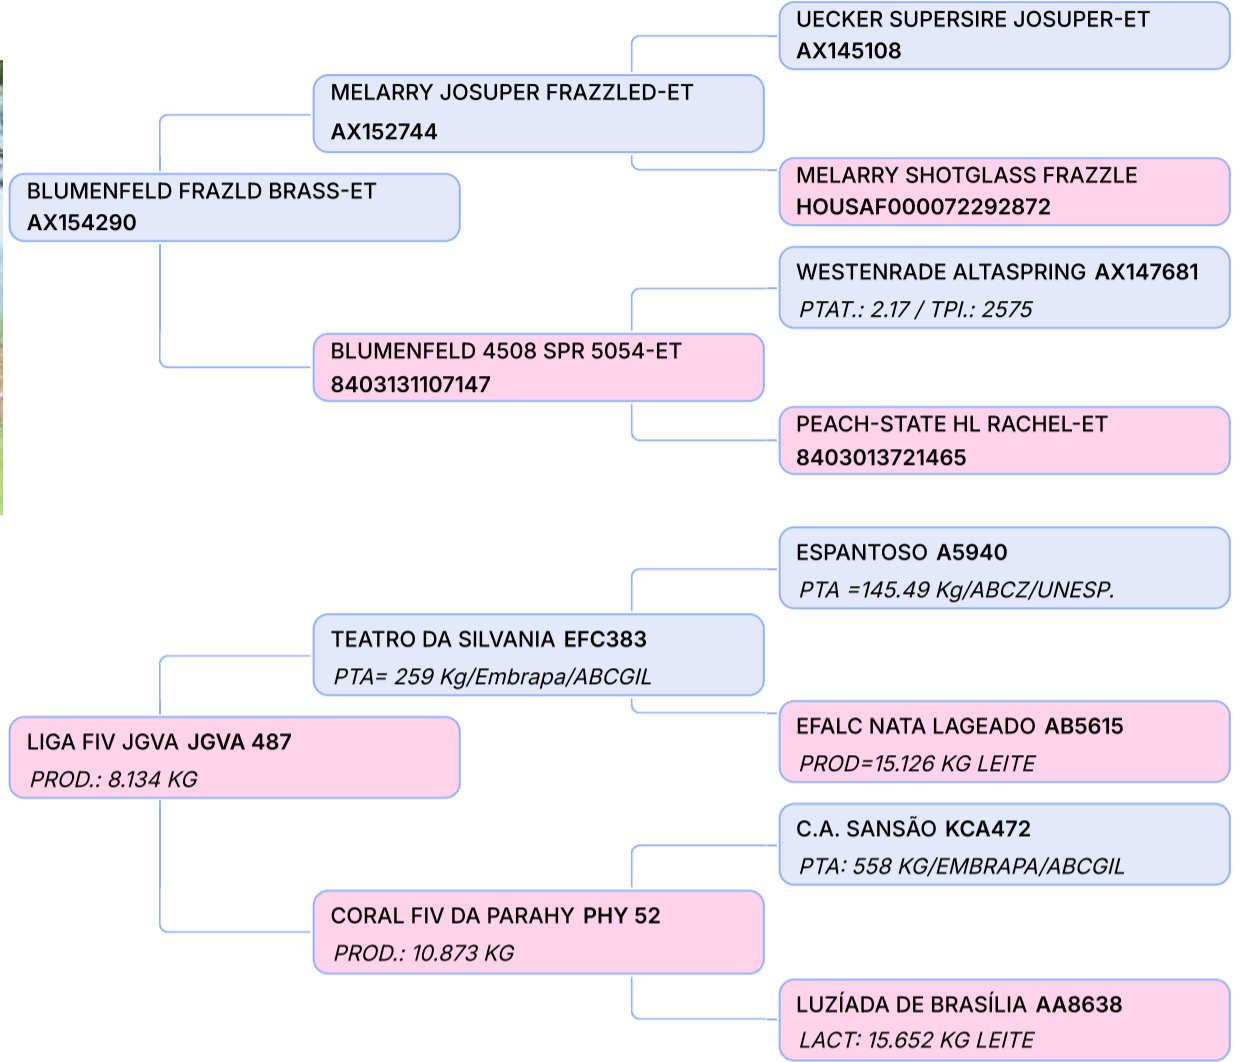 UECKER SUPERSIRE JOSUPER-ET
AX145108
MELARRY JOSUPER FRAZZLED-ET
AX152744
MELARRY SHOTGLASS FRAZZLE
HOUSAF000072292872
BLUMENFELD FRAZLD BRASS-ET
AX154290
WESTENRADE ALTASPRING AX147681
PTAT.: 2.17 / TPI.: 2575
BLUMENFELD 4508 SPR 5054-ET
8403131107147
PEACH-STATE HL RACHEL-ET
8403013721465
ESPANTOSO A5940
PTA =145.49 Kg/ABCZ/UNESP.
TEATRO DA SILVANIA EFC383
PTA= 259 Kg/Embrapa/ABCGIL
EFALC NATA LAGEADO AB5615
PROD=15.126 KG LEITE
LIGA FIV JGVA JGVA 487
PROD.: 8.134 KG
C.A. SANSÃO KCA472
PTA: 558 KG/EMBRAPA/ABCGIL
CORAL FIV DA PARAHY PHY 52
PROD.: 10.873 KG
LUZÍADA DE BRASÍLIA AA8638
LACT: 15.652 KG LEITE